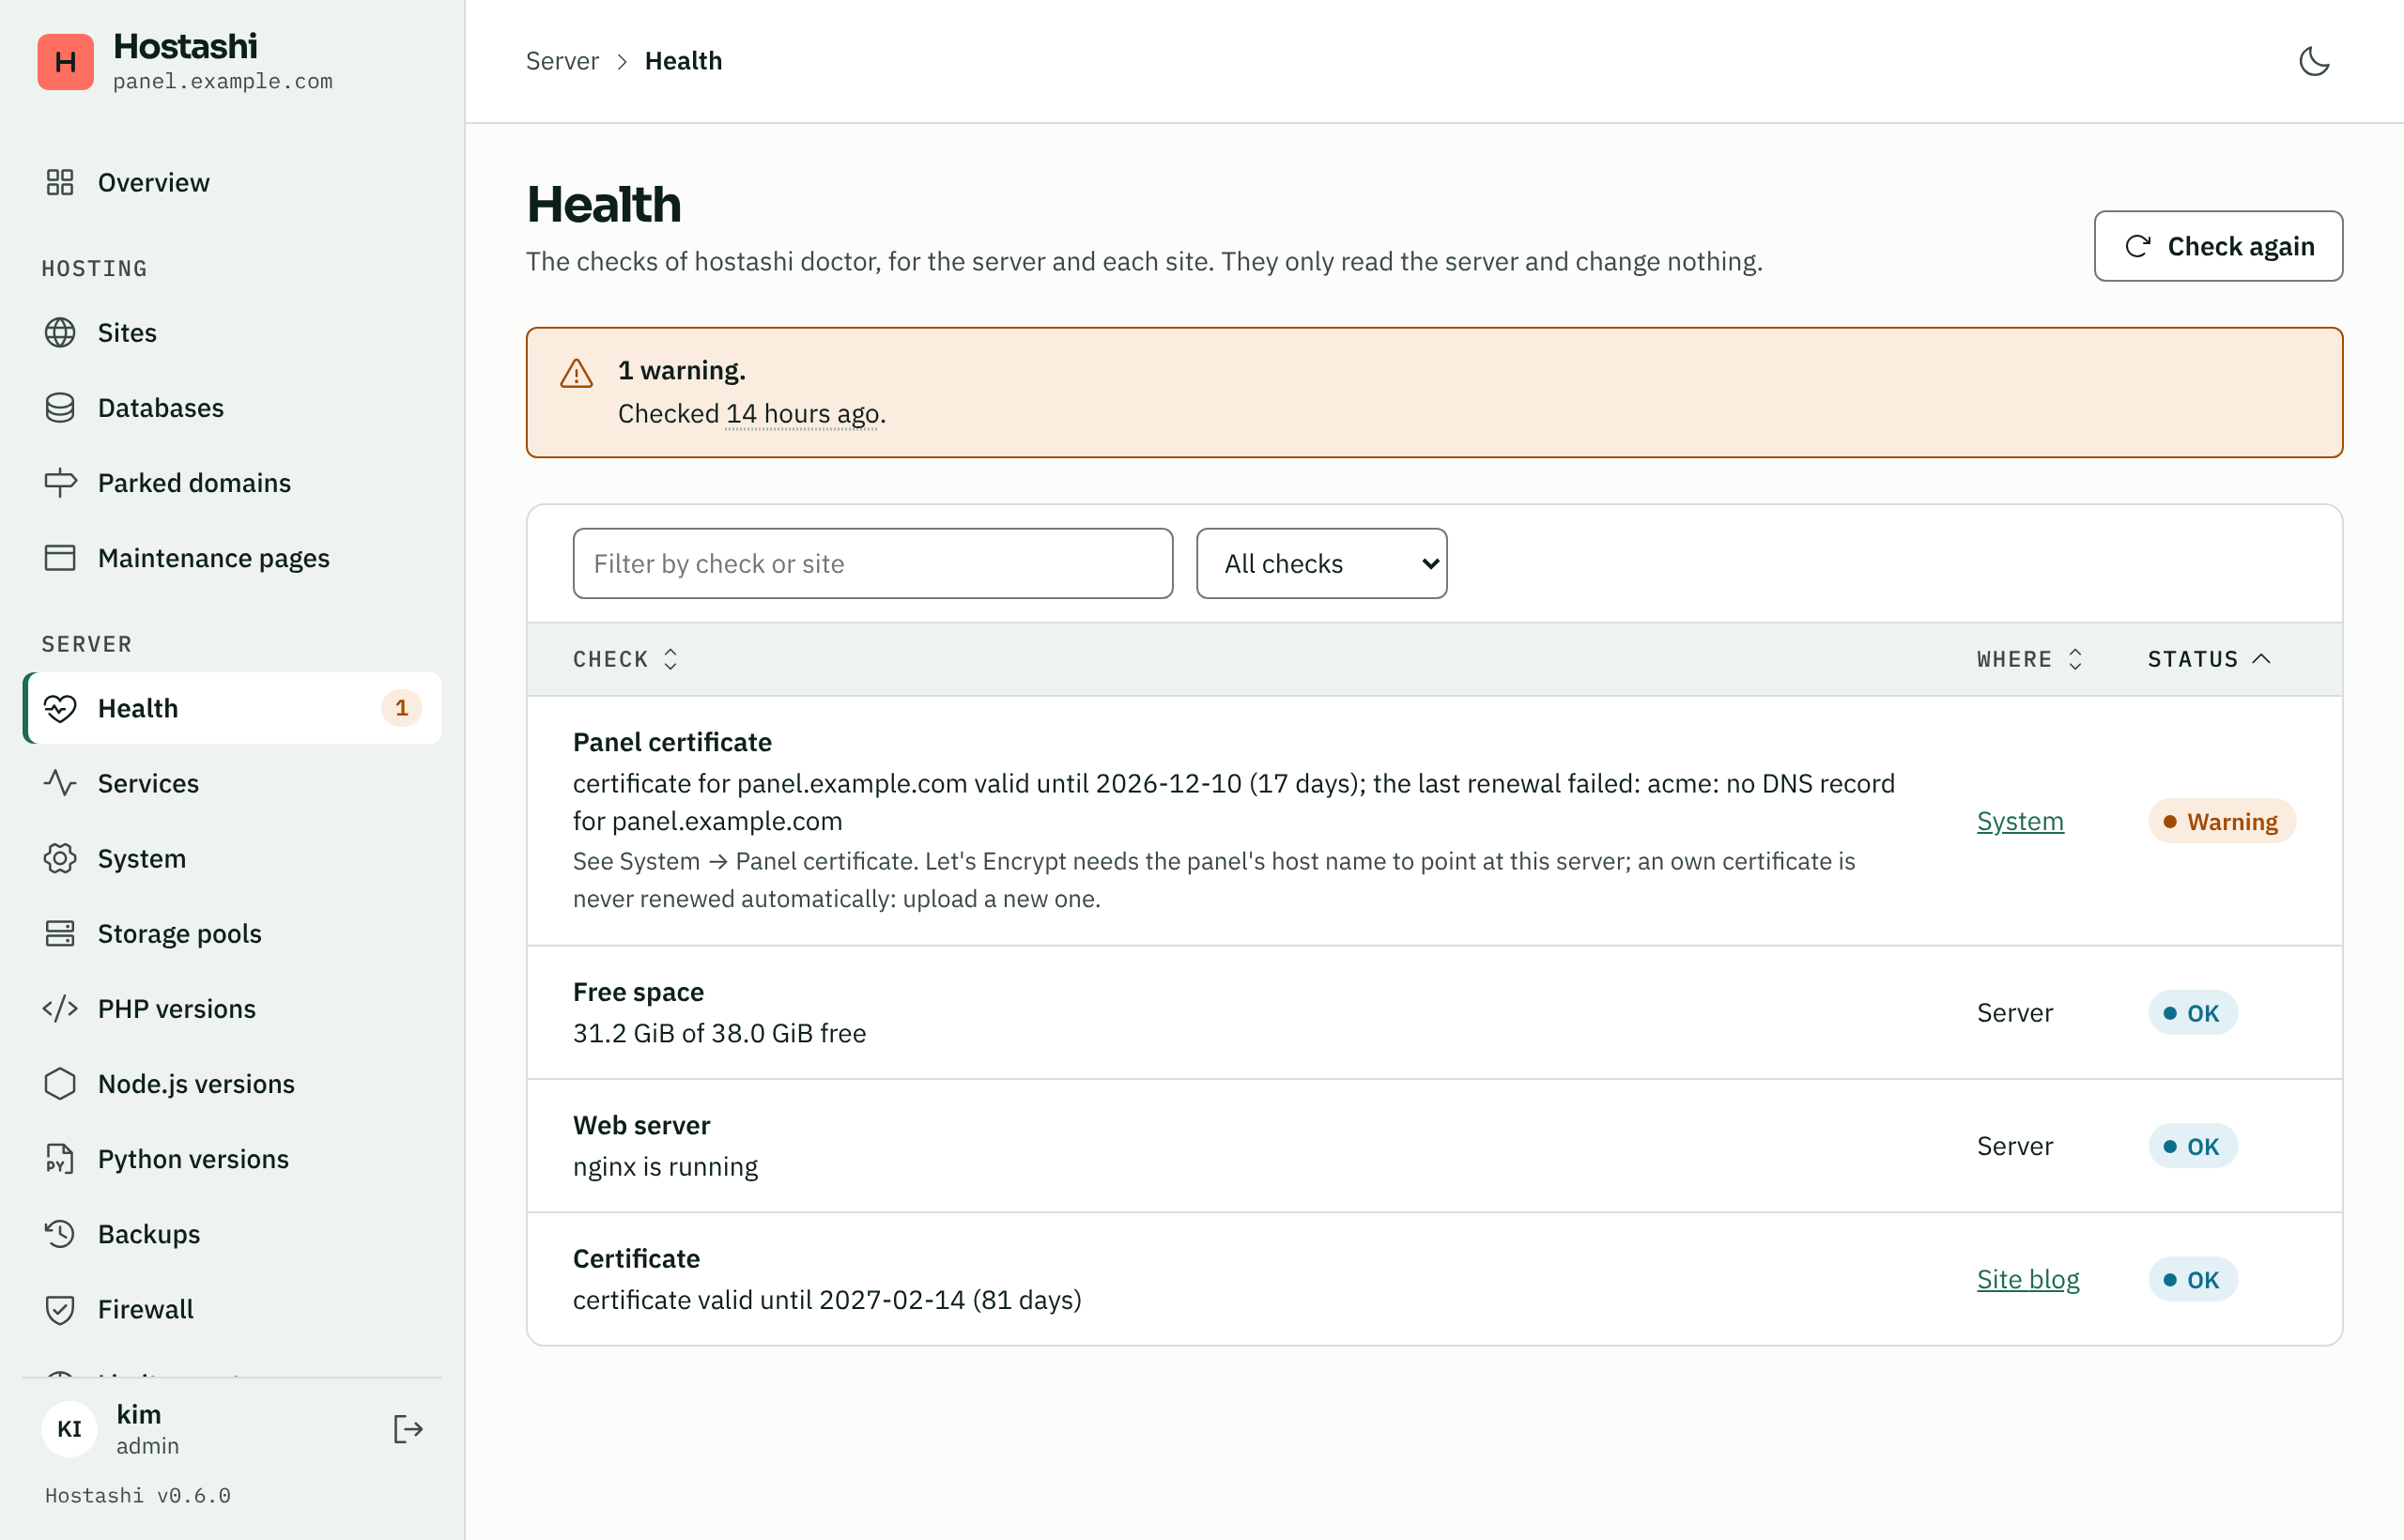 H
Hostashi
panel.example.com
Overview
HOSTING
Sites
Databases
Parked domains
Maintenance pages
SERVER
Health 1
Services
System
Storage pools
PHP versions
Node.js versions
PY
Python versions
Backups
Firewall
KI
kim
admin
Hostashi v0.6.0
Server > Health
Health
The checks of hostashi doctor, for the server and each site. They only read the server and change nothing.
Check again
1 warning.
Checked 14 hours ago.
Filter by check or site
All checks
CHECK WHERE STATUS
Panel certificate
certificate for panel.example.com valid until 2026-12-10 (17 days); the last renewal failed: acme: no DNS record
for panel.example.com
See System → Panel certificate. Let's Encrypt needs the panel's host name to point at this server; an own certificate is
never renewed automatically: upload a new one.
System
Warning
Free space
31.2 GiB of 38.0 GiB free
Server
OK
Web server
nginx is running
Server
OK
Certificate
certificate valid until 2027-02-14 (81 days)
Site blog
OK